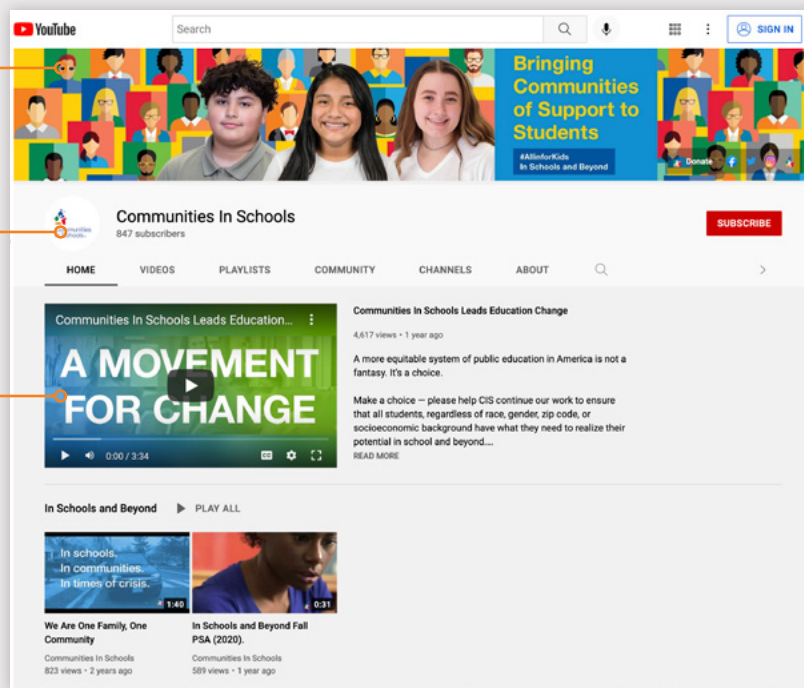 YouTube
Search
SIGN IN
Bringing
Communities
of Support to
Students
#AllinforKids
In Schools and Beyond
Donate
Communities In Schools
847 subscribers
SUBSCRIBE
HOME VIDEOS PLAYLISTS COMMUNITY CHANNELS ABOUT
Communities In Schools Leads Education...
A MOVEMENT
FOR CHANGE
0:00 / 3:34
CC
Communities In Schools Leads Education Change
4,617 views • 1 year ago
A more equitable system of public education in America is not a
fantasy. It's a choice.
Make a choice — please help CIS continue our work to ensure
that all students, regardless of race, gender, zip code, or
socioeconomic background have what they need to realize their
potential in school and beyond....
READ MORE
In Schools and Beyond PLAY ALL
In schools.
In communities.
In times of crisis.
1:40
0:31
We Are One Family, One
Community
Communities In Schools
823 views • 2 years ago
In Schools and Beyond Fall
PSA (2020).
Communities In Schools
589 views • 1 year ago